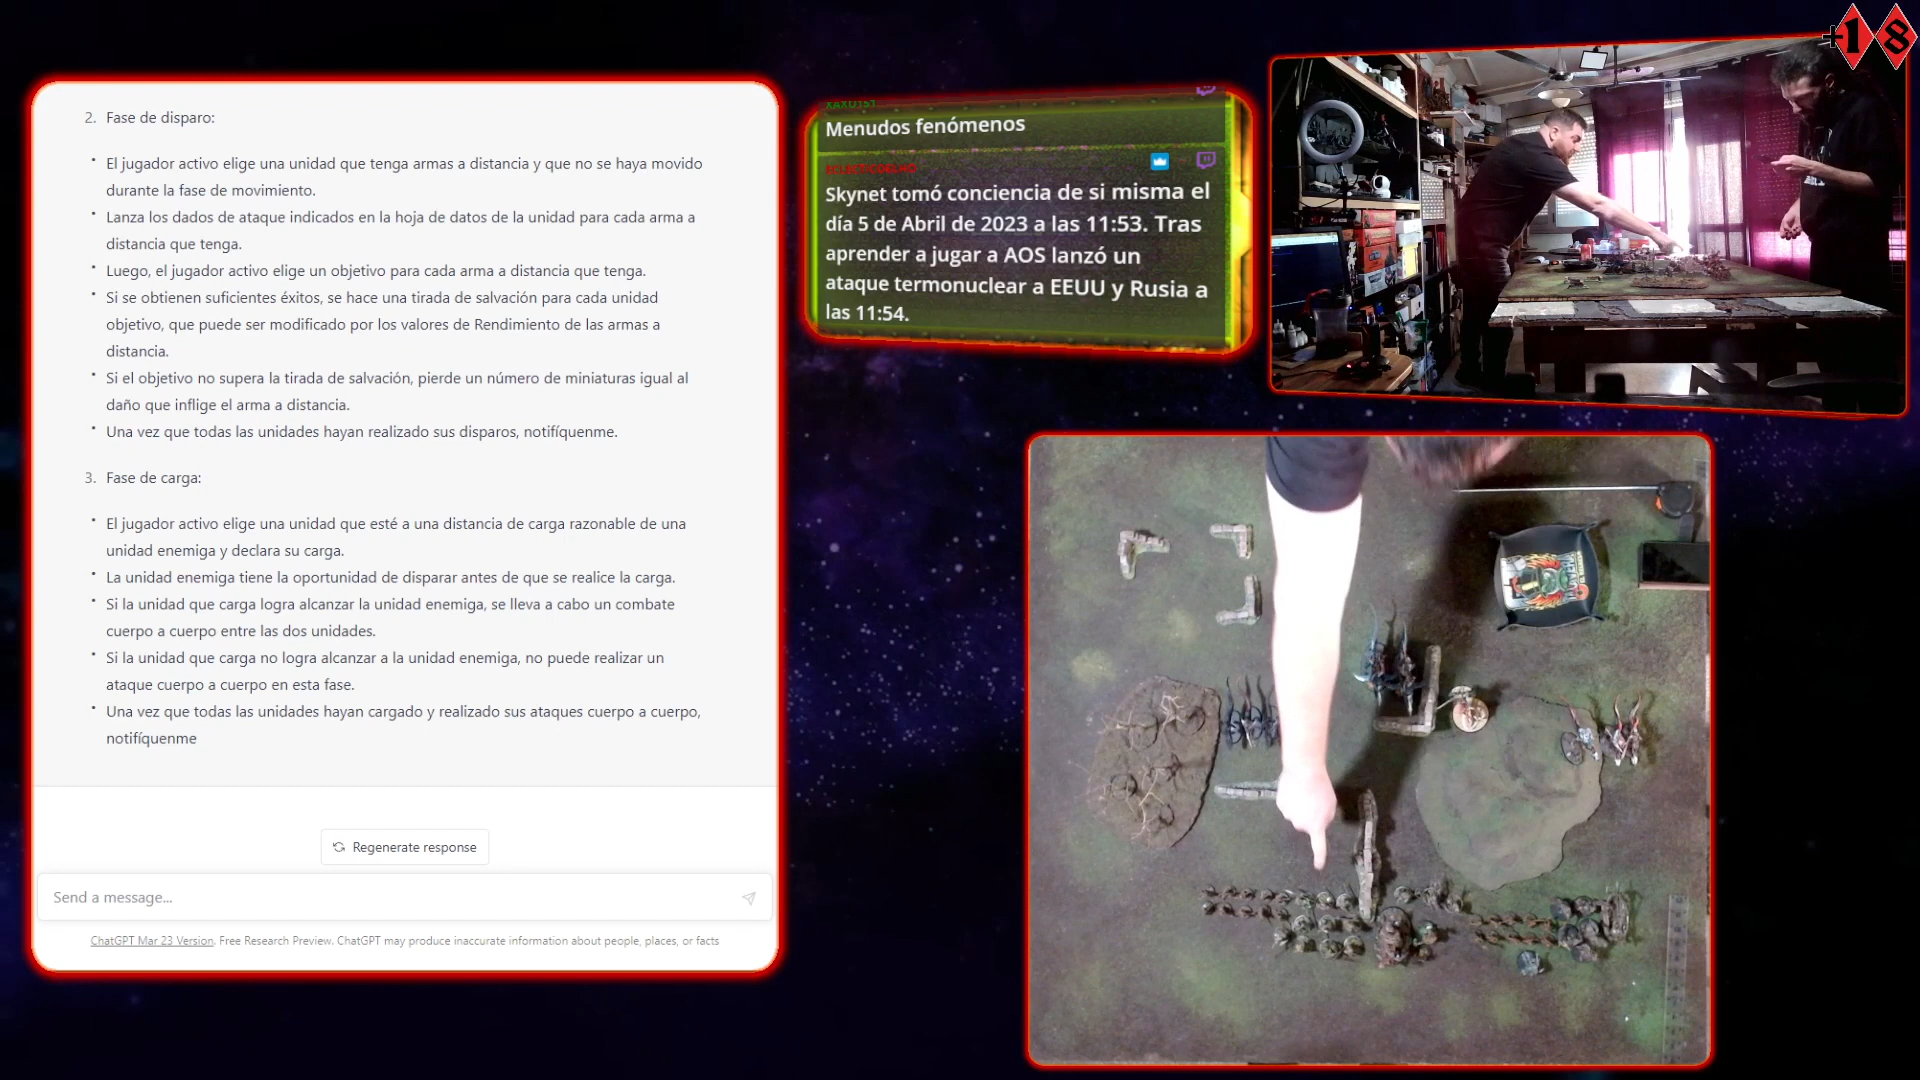 2. Fase de disparo:
• El jugador activo elige una unidad que tenga armas a distancia y que no se haya movido
durante la fase de movimiento.
• Lanza los dados de ataque indicados en la hoja de datos de la unidad para cada arma a
distancia que tenga.
• Luego, el jugador activo elige un objetivo para cada arma a distancia que tenga.
• Si se obtienen suficientes éxitos, se hace una tirada de salvación para cada unidad
objetivo, que puede ser modificado por los valores de Rendimiento de las armas a
distancia.
• Si el objetivo no supera la tirada de salvación, pierde un número de miniaturas igual al
daño que inflige el arma a distancia.
• Una vez que todas las unidades hayan realizado sus disparos, notifíquenme.
3. Fase de carga:
• El jugador activo elige una unidad que esté a una distancia de carga razonable de una
unidad enemiga y declara su carga.
• La unidad enemiga tiene la oportunidad de disparar antes de que se realice la carga.
• Si la unidad que carga logra alcanzar la unidad enemiga, se lleva a cabo un combate
cuerpo a cuerpo entre las dos unidades.
• Si la unidad que carga no logra alcanzar a la unidad enemiga, no puede realizar un
ataque cuerpo a cuerpo en esta fase.
• Una vez que todas las unidades hayan cargado y realizado sus ataques cuerpo a cuerpo,
notifíquenme
Regenerate response
Send a message...
ChatGPT Mar 23 Version. Free Research Preview. ChatGPT may produce inaccurate information about people, places, or facts
Menudos fenómenos
Skynet tomó conciencia de si misma el
día 5 de Abril de 2023 a las 11:53. Tras
aprender a jugar a AOS lanzó un
ataque termonuclear a EEUU y Rusia a
las 11:54.
+18